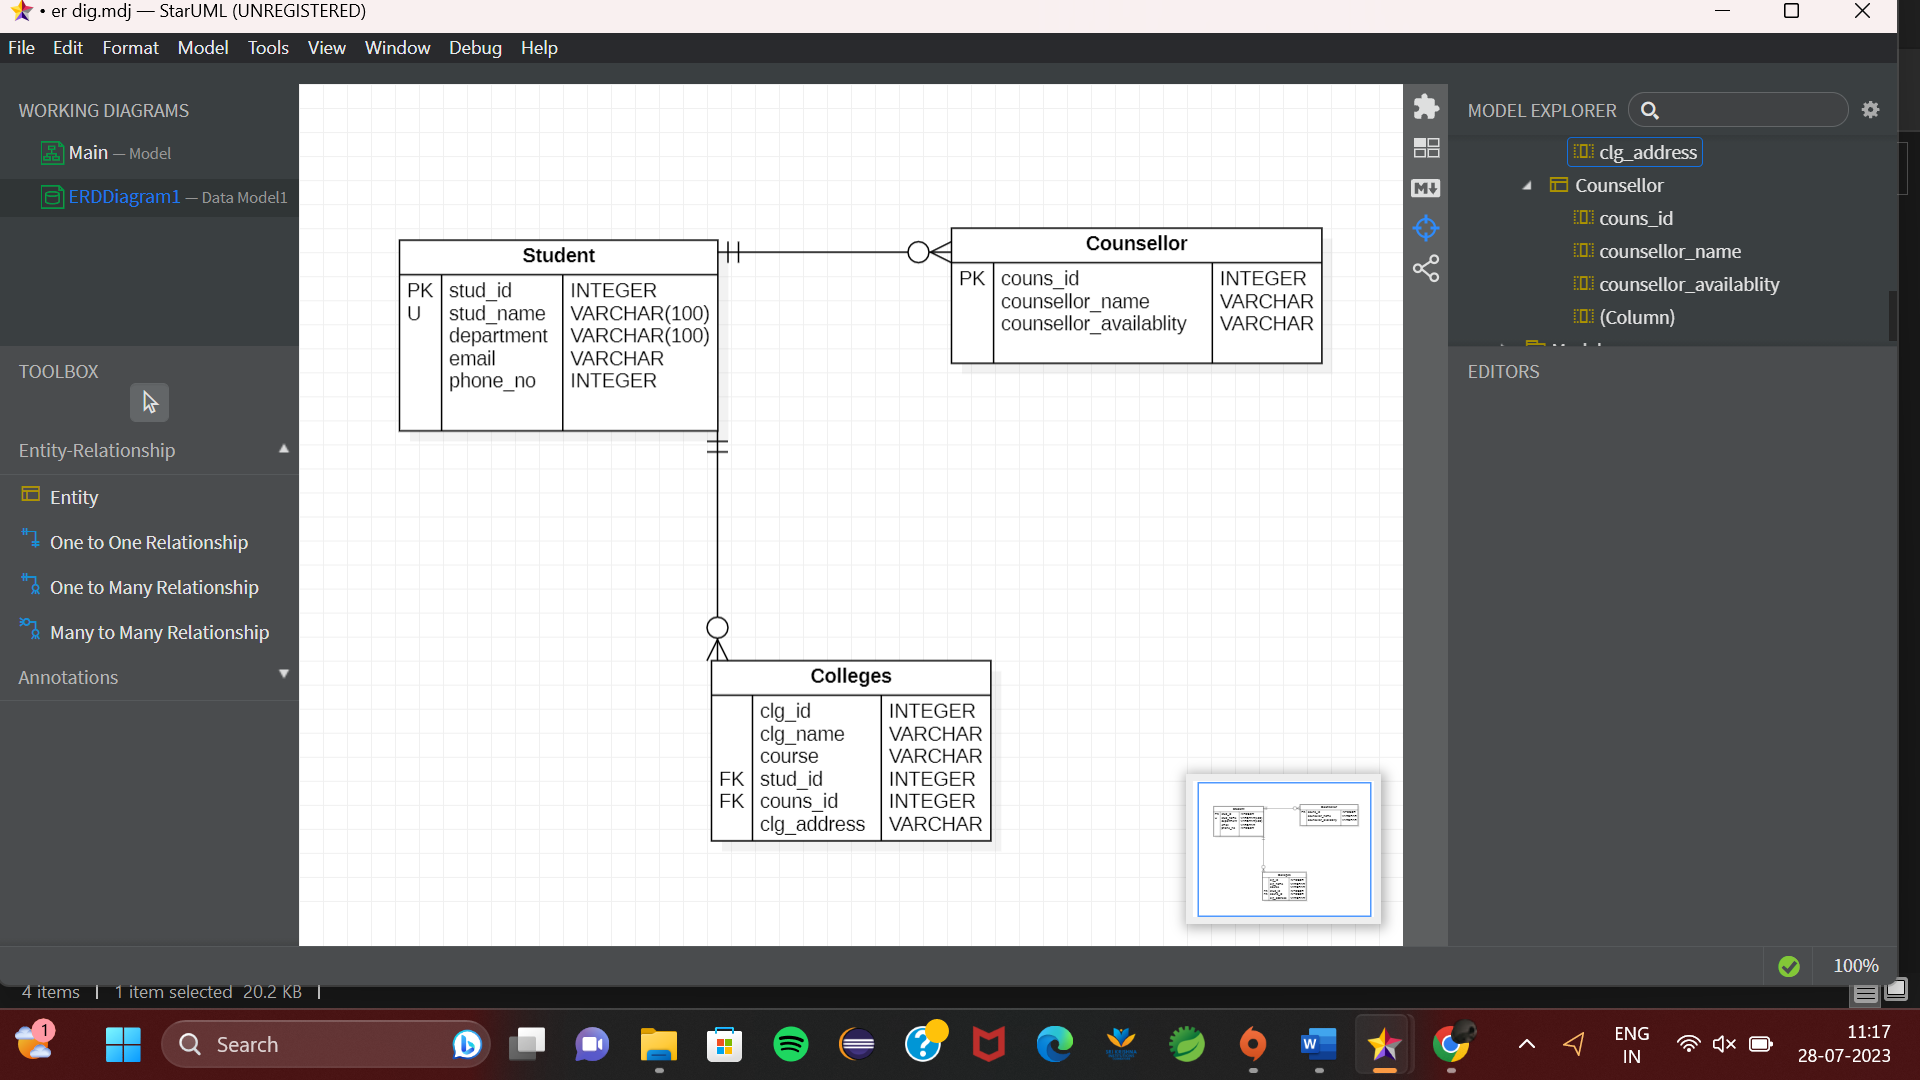 er dig.mdj — StarUML (UNREGISTERED)
File Edit Format Model Tools View Window Debug Help
WORKING DIAGRAMS
Main — Model
ERDDiagram1 — Data Model1
TOOLBOX
Entity-Relationship
Entity
One to One Relationship
One to Many Relationship
Many to Many Relationship
Annotations
Student
PK stud_id INTEGER
U stud_name VARCHAR(100)
department VARCHAR(100)
email VARCHAR
phone_no INTEGER
Counsellor
PK couns_id INTEGER
counsellor_name VARCHAR
counsellor_availablity VARCHAR
Colleges
clg_id INTEGER
clg_name VARCHAR
course VARCHAR
FK stud_id INTEGER
FK couns_id INTEGER
clg_address VARCHAR
MODEL EXPLORER
clg_address
Counsellor
couns_id
counsellor_name
counsellor_availablity
(Column)
EDITORS
100%
4 items | 1 item selected 20.2 KB |
1
Search
ENG
IN
11:17
28-07-2023